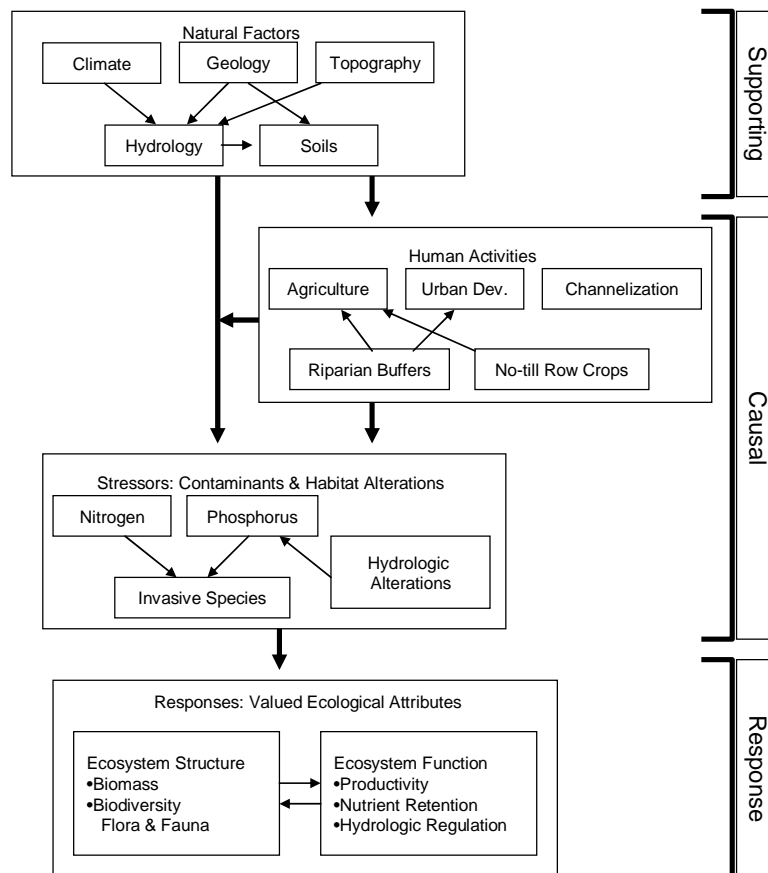 Natural Factors
Climate
Geology
Topography
Hydrology
Soils
Supporting
Human Activities
Agriculture
Urban Dev.
Channelization
Riparian Buffers
No-till Row Crops
Causal
Stressors: Contaminants & Habitat Alterations
Nitrogen
Phosphorus
Hydrologic
Alterations
Invasive Species
Responses: Valued Ecological Attributes
Ecosystem Structure
•Biomass
•Biodiversity
Flora & Fauna
Ecosystem Function
•Productivity
•Nutrient Retention
•Hydrologic Regulation
Response